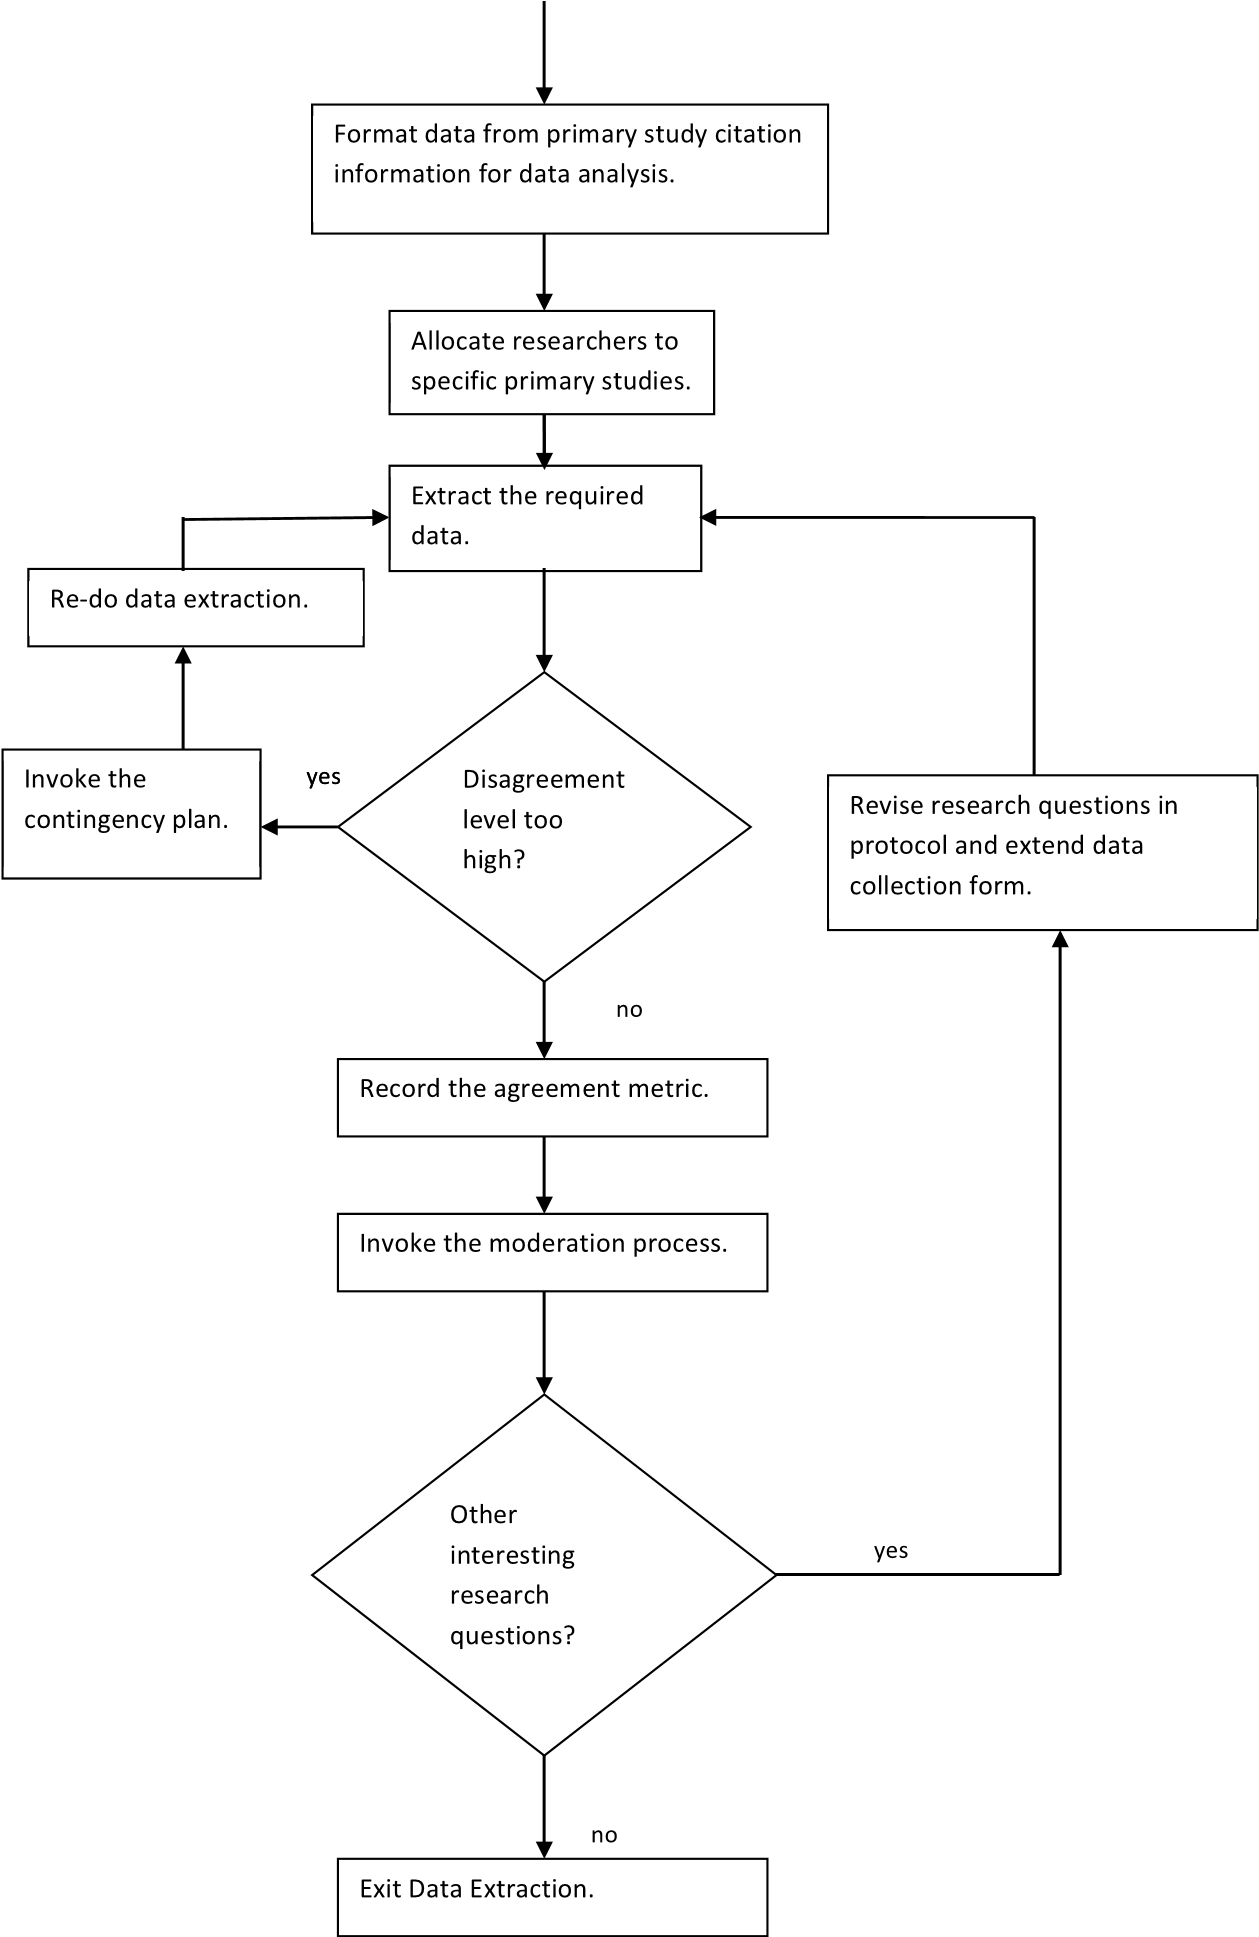 Format data from primary study citation
information for data analysis.
Allocate researchers to
specific primary studies.
Extract the required
data.
Re-do data extraction.
Invoke the
contingency plan.
yes
Disagreement
level too
high?
Revise research questions in
protocol and extend data
collection form.
no
Record the agreement metric.
Invoke the moderation process.
Other
interesting
research
questions?
yes
no
Exit Data Extraction.